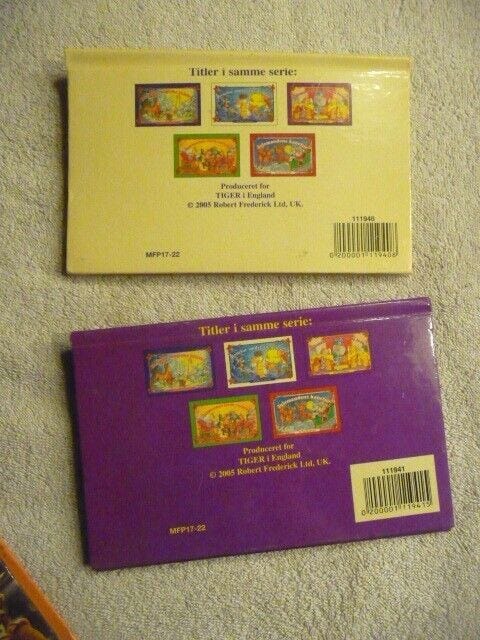 Titler i samme serie:
Produceret for
TIGER i England
© 2005 Robert Frederick Ltd, UK.
111940
0 200001 119408
MFP17-22
Titler i samme serie:
Julemandens
Produceret for
TIGER i England
© 2005 Robert Frederick Ltd, UK.
111941
0 200001 119415
MFP17-22